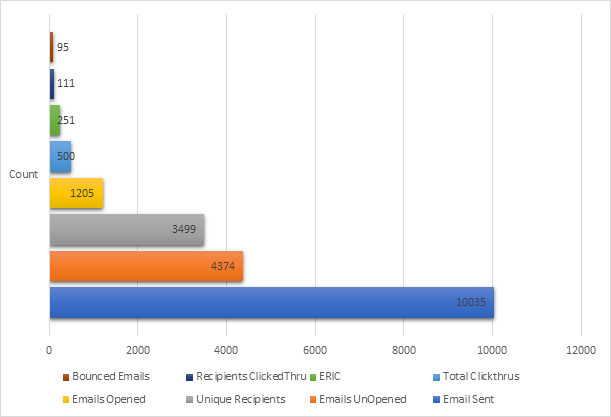 95
111
251
500
Count
1205
3499
4374
10035
0 2000 4000 6000 8000 10000 12000
Bounced Emails Recipients ClickedThru ERIC Total Clickthrus
Emails Opened Unique Recipients Emails UnOpened Email Sent